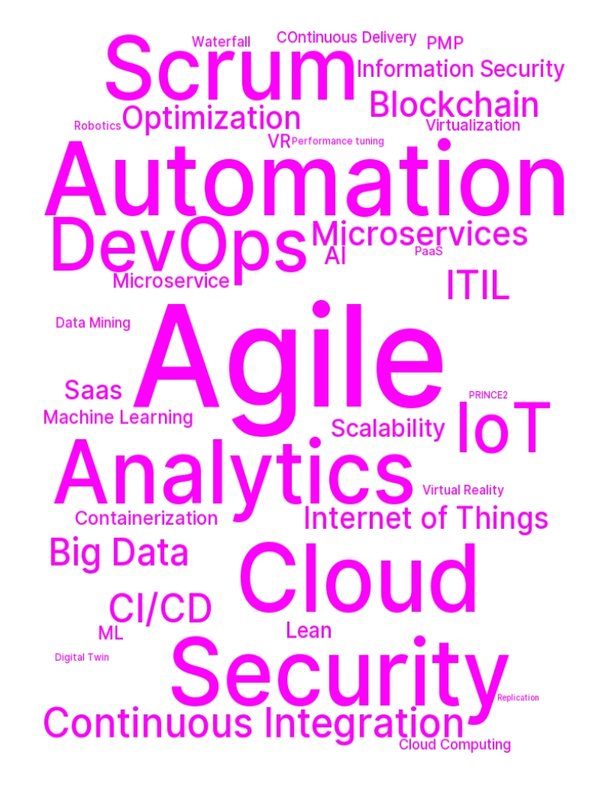 Waterfall
COntinuous Delivery
PMP
Scrum
Information Security
Blockchain
Optimization
Robotics
Virtualization
VR
Performance tuning
Automation
DevOps
Microservices
AI
PaaS
Microservice
ITIL
Data Mining
Agile
Saas
PRINCE2
Machine Learning
Scalability
IoT
Analytics
Virtual Reality
Containerization
Internet of Things
Big Data
Cloud
CI/CD
ML
Lean
Digital Twin
Security
Replication
Continuous Integration
Cloud Computing